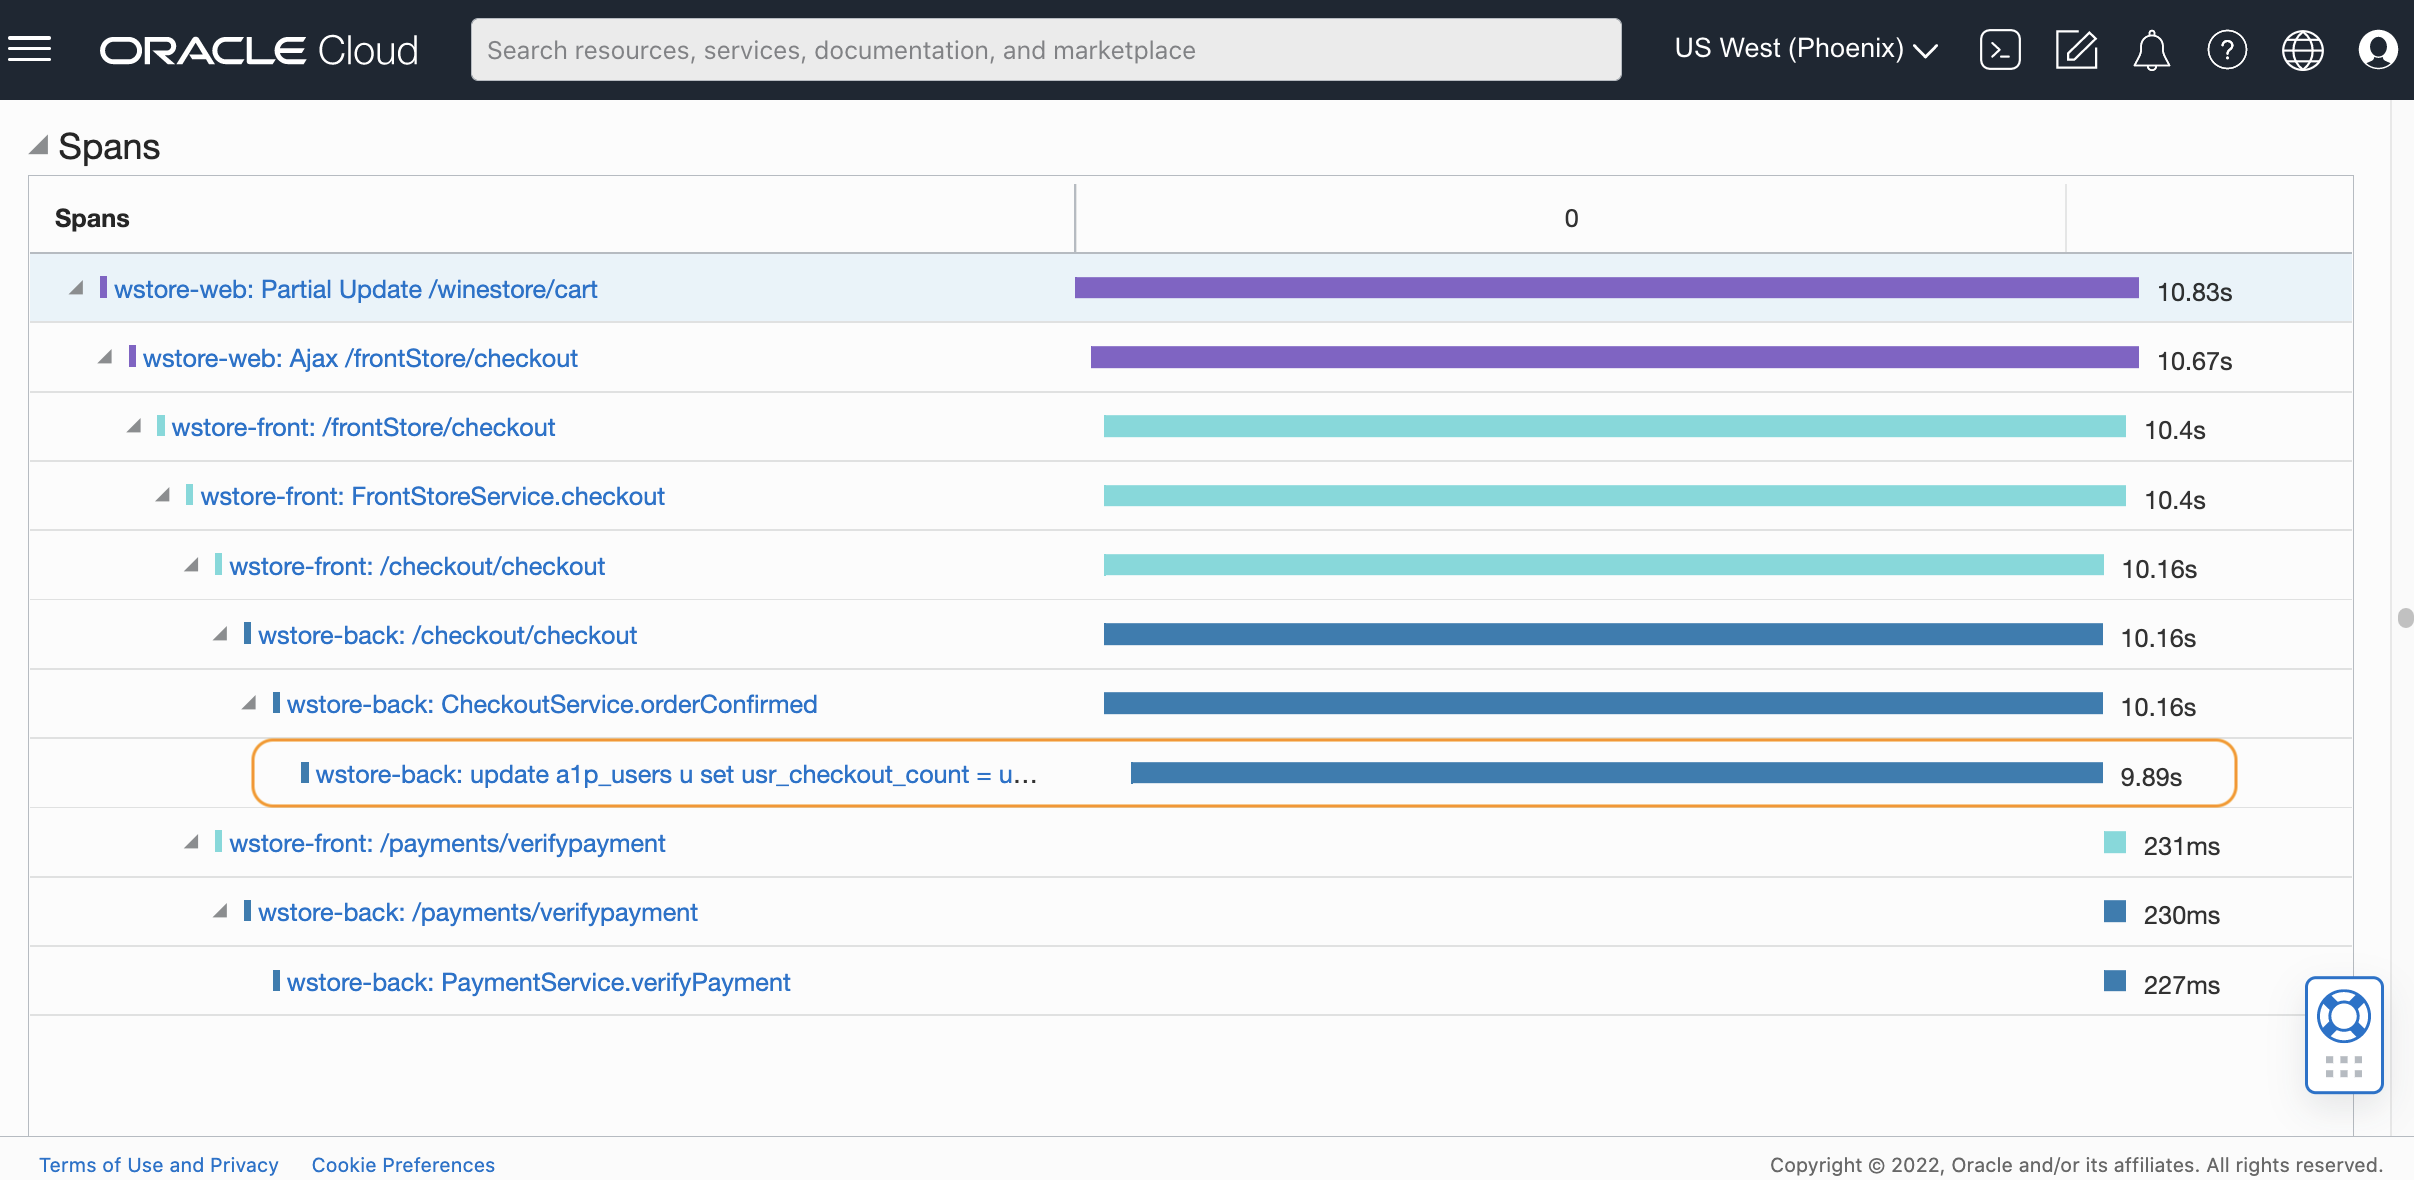 ORACLE Cloud
Search resources, services, documentation, and marketplace
US West (Phoenix)
Spans
Spans 0
wstore-web: Partial Update /winestore/cart 10.83s
wstore-web: Ajax /frontStore/checkout 10.67s
wstore-front: /frontStore/checkout 10.4s
wstore-front: FrontStoreService.checkout 10.4s
wstore-front: /checkout/checkout 10.16s
wstore-back: /checkout/checkout 10.16s
wstore-back: CheckoutService.orderConfirmed 10.16s
wstore-back: update a1p_users u set usr_checkout_count = u... 9.89s
wstore-front: /payments/verifypayment 231ms
wstore-back: /payments/verifypayment 230ms
wstore-back: PaymentService.verifyPayment 227ms
Terms of Use and Privacy Cookie Preferences Copyright © 2022, Oracle and/or its affiliates. All rights reserved.